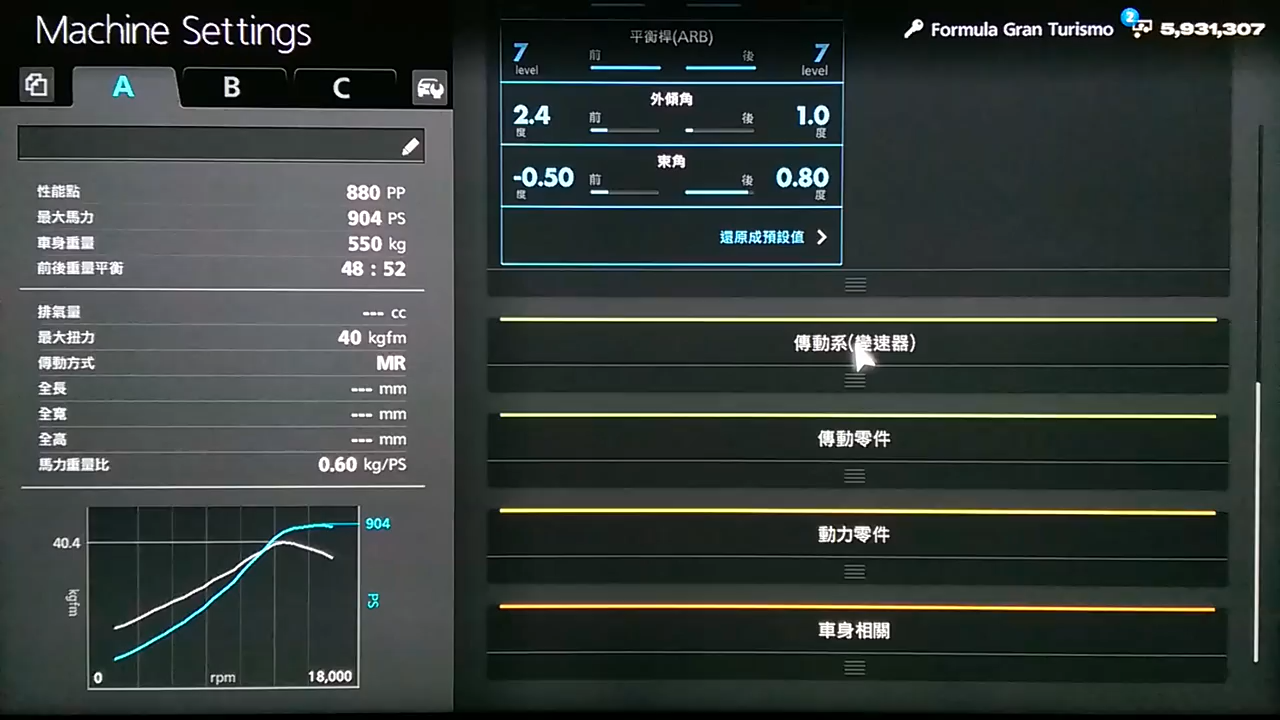 Machine Settings
Formula Gran Turismo
2
5,931,307
A
B
C
性能點 880 PP
最大馬力 904 PS
車身重量 550 kg
前後重量平衡 48 : 52
排氣量 --- cc
最大扭力 40 kgfm
傳動方式 MR
全長 --- mm
全寬 --- mm
全高 --- mm
馬力重量比 0.60 kg/PS
904
40.4
kgfm
PS
0 rpm 18,000
平衡桿(ARB)
7 前 後 7
level level
外傾角
2.4 前 後 1.0
度 度
束角
-0.50 前 後 0.80
度 度
還原成預設值
傳動系(變速器)
傳動零件
動力零件
車身相關